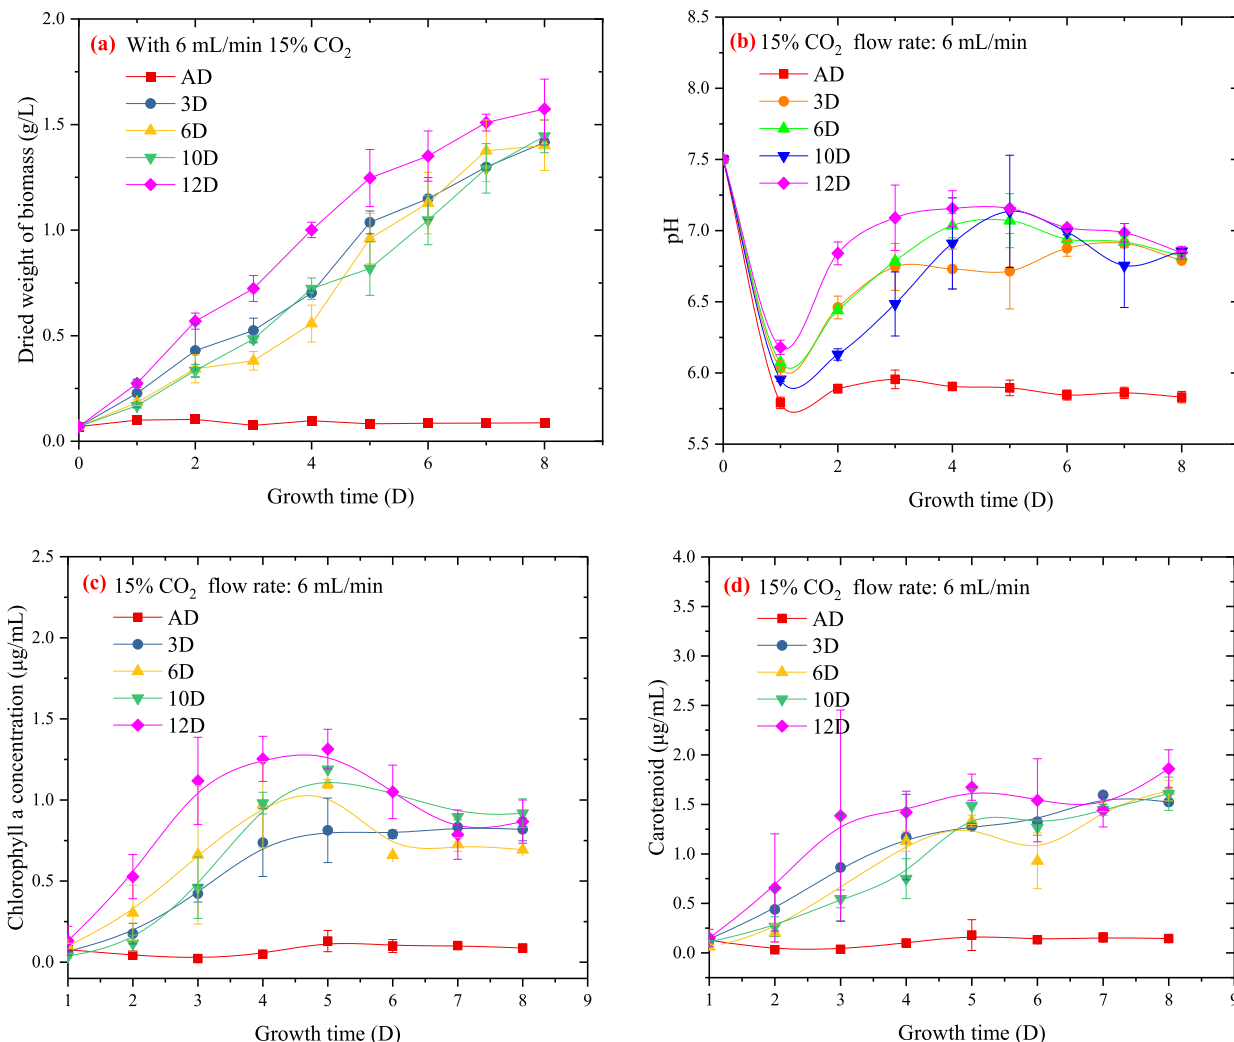 (a) With 6 mL/min 15% CO2
AD
3D
6D
10D
12D
Dried weight of biomass (g/L)
2.0
1.5
1.0
0.5
0.0
0 2 4 6 8
Growth time (D)
(b) 15% CO2 flow rate: 6 mL/min
AD
3D
6D
10D
12D
pH
8.5
8.0
7.5
7.0
6.5
6.0
5.5
0 2 4 6 8
Growth time (D)
(c) 15% CO2 flow rate: 6 mL/min
AD
3D
6D
10D
12D
Chlorophyll a concentration (μg/mL)
2.5
2.0
1.5
1.0
0.5
0.0
1 2 3 4 5 6 7 8 9
Growth time (D)
(d) 15% CO2 flow rate: 6 mL/min
AD
3D
6D
10D
12D
Carotenoid (μg/mL)
4.0
3.5
3.0
2.5
2.0
1.5
1.0
0.5
0.0
1 2 3 4 5 6 7 8 9
Growth time (D)